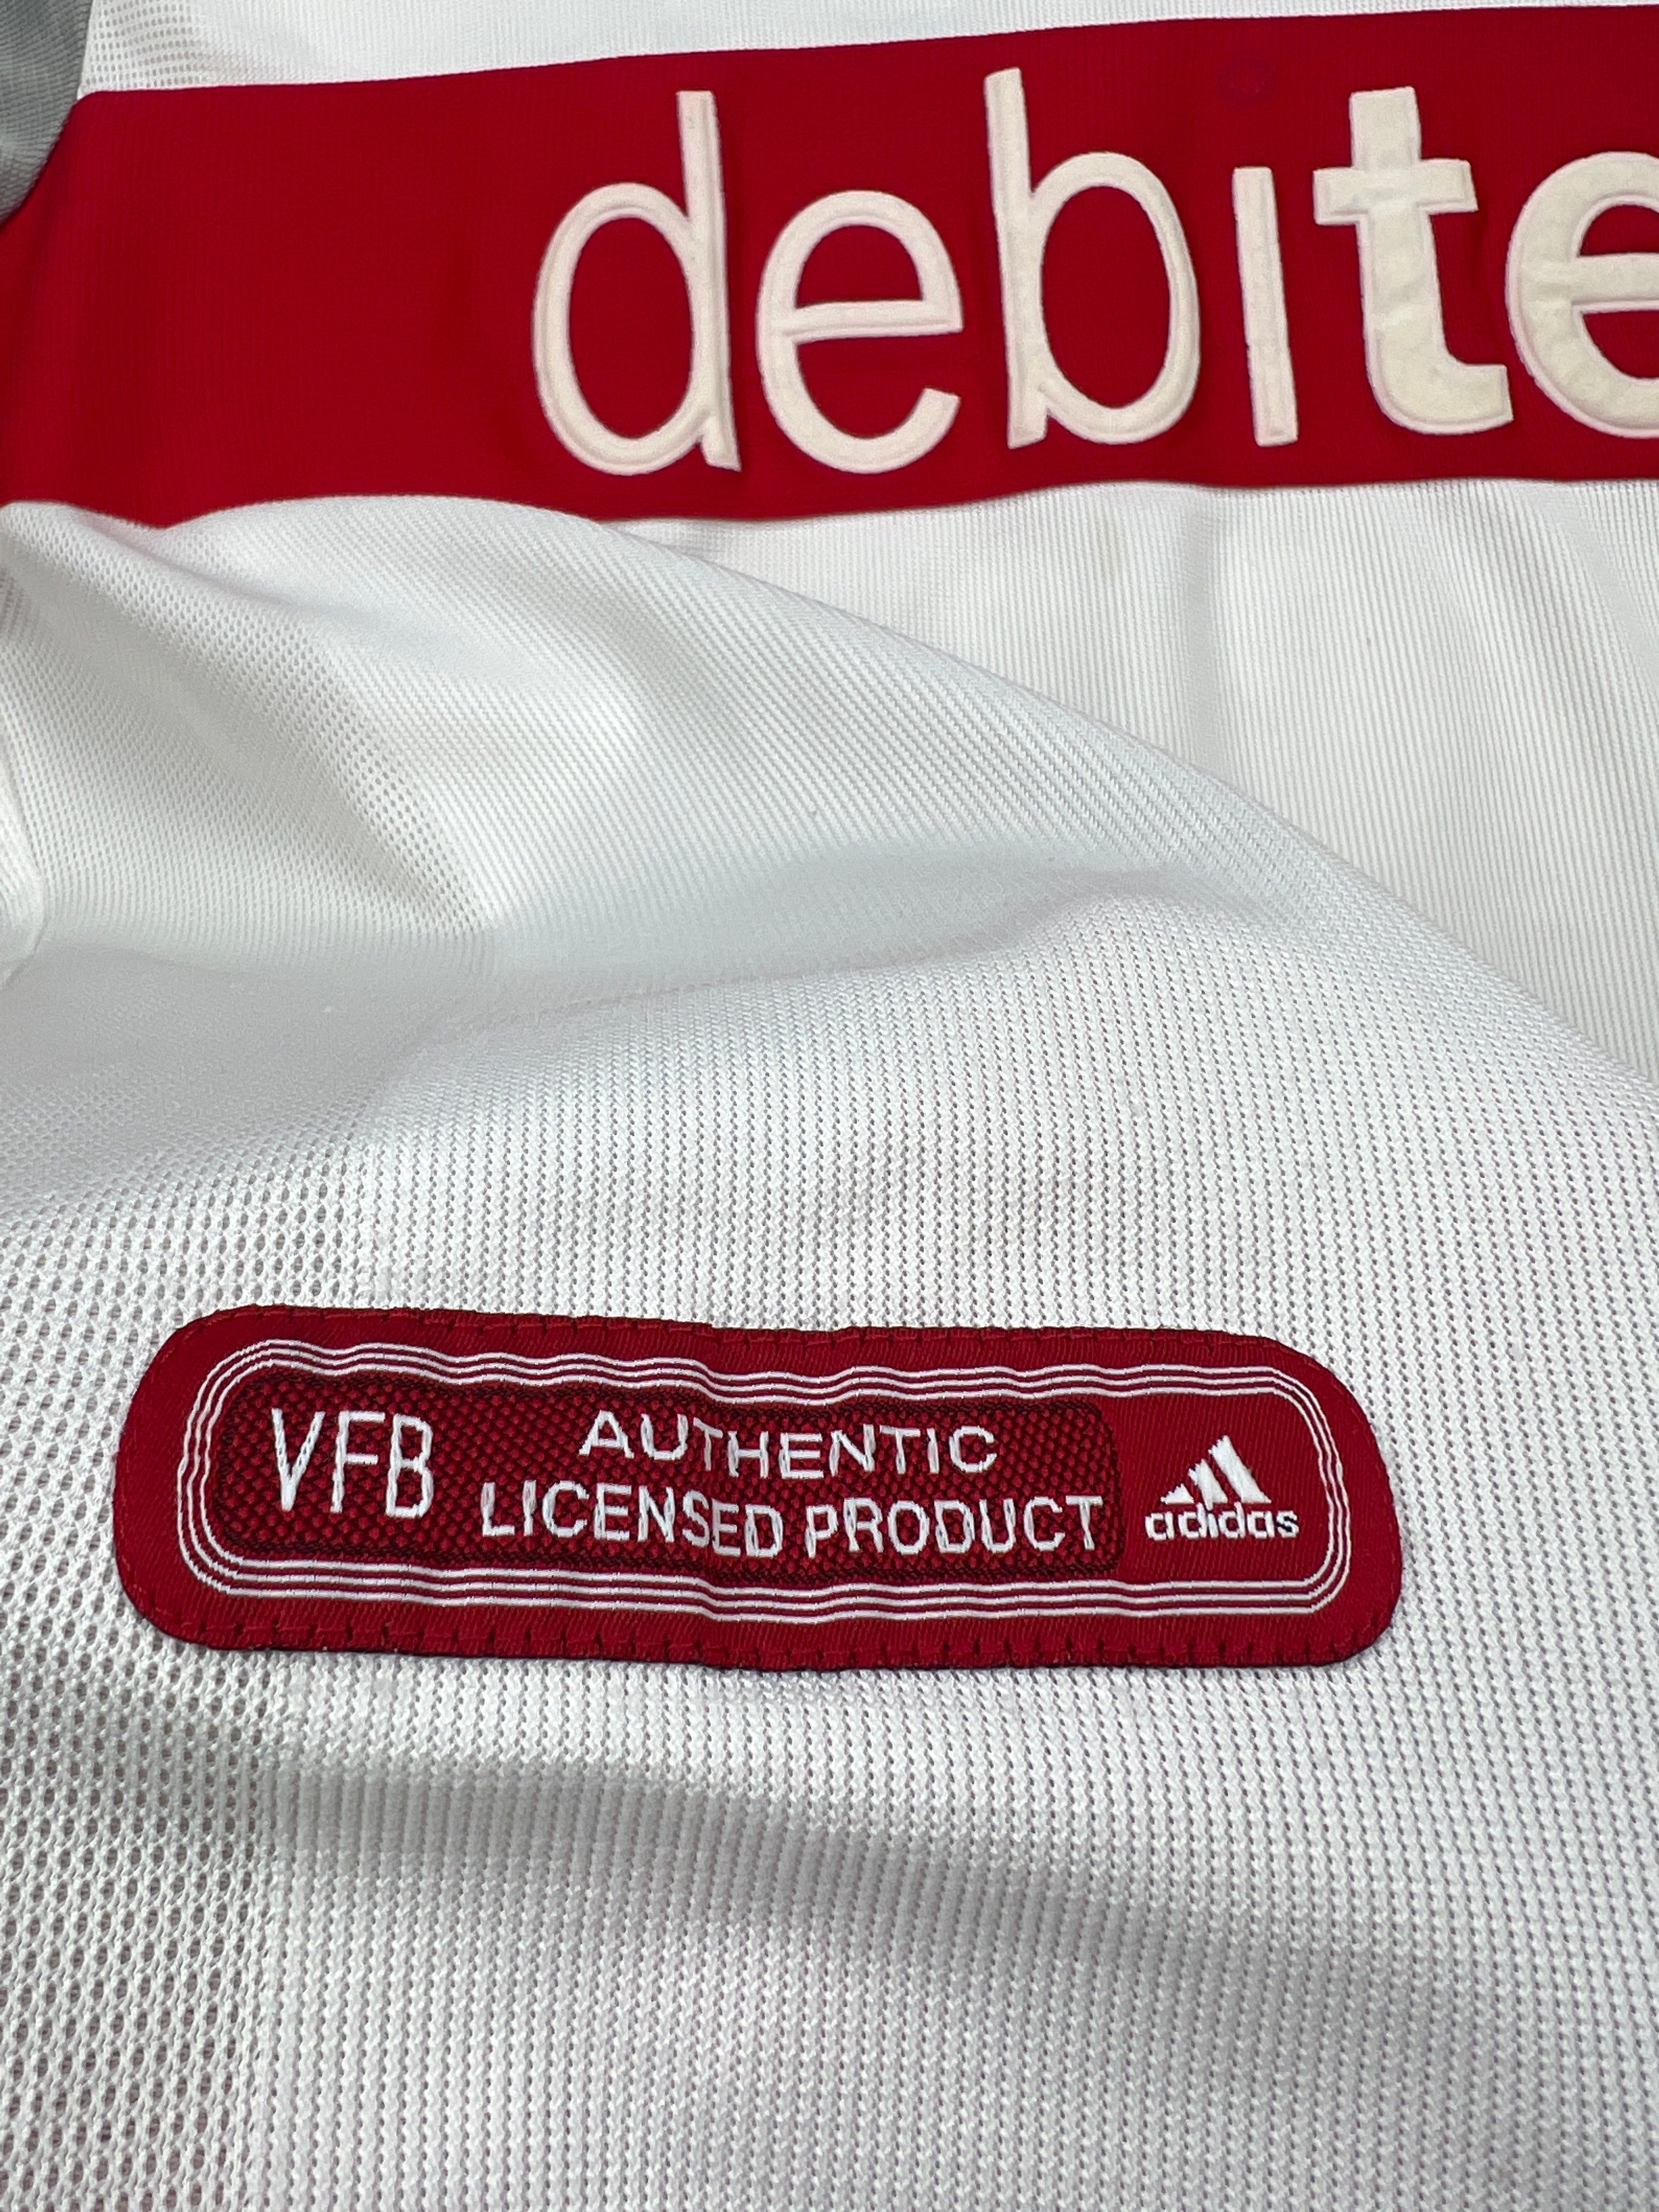 debite
VFB
AUTHENTIC
LICENSED PRODUCT
adidas